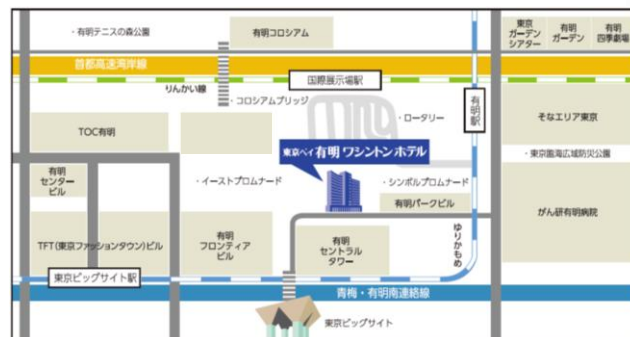 ・有明テニスの森公園
有明コロシアム
東京
ガーデン
シアター
有明
ガーデン
有明
四季劇場
首都高速湾岸線
りんかい線
国際展示場駅
・コロシアムブリッジ
・ロータリー
有明駅
そなエリア東京
TOC有明
東京ベイ有明ワシントンホテル
・東京臨海広域防災公園
有明
センター
ビル
・イーストプロムナード
・シンボルプロムナード
有明パークビル
がん研有明病院
TFT(東京ファッションタウン)ビル
有明
フロンティア
ビル
有明
セントラル
タワー
ゆりかもめ
東京ビッグサイト駅
青梅・有明南連絡線
東京ビッグサイト